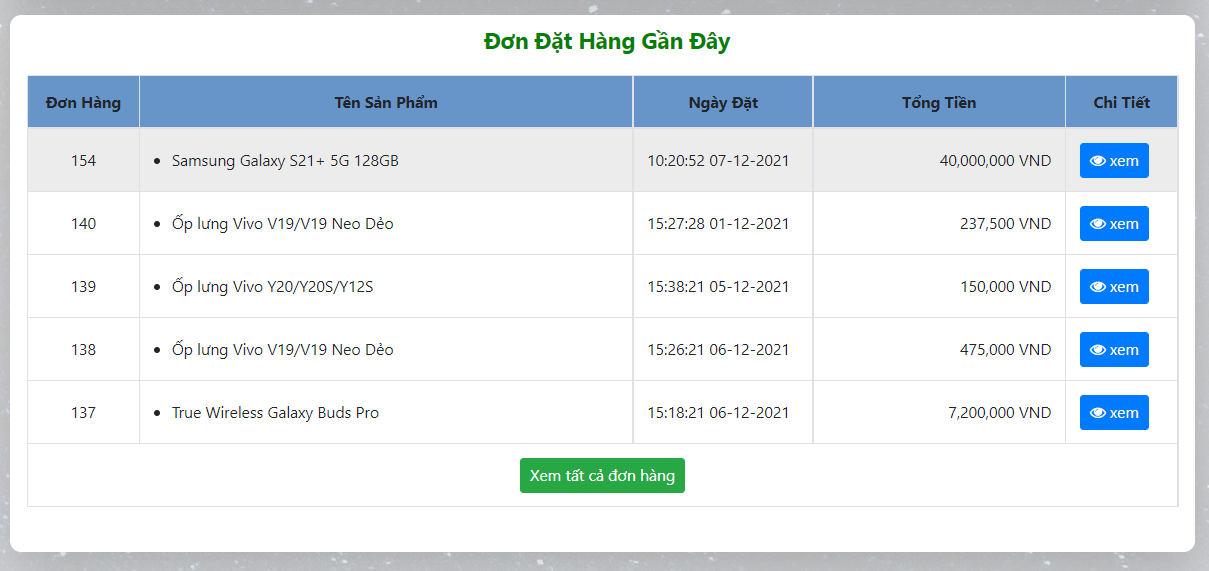 Đơn Đặt Hàng Gần Đây
Đơn Hàng Tên Sản Phẩm Ngày Đặt Tổng Tiền Chi Tiết
154 • Samsung Galaxy S21+ 5G 128GB 10:20:52 07-12-2021 40,000,000 VND xem
140 • Ốp lưng Vivo V19/V19 Neo Dẻo 15:27:28 01-12-2021 237,500 VND xem
139 • Ốp lưng Vivo Y20/Y20S/Y12S 15:38:21 05-12-2021 150,000 VND xem
138 • Ốp lưng Vivo V19/V19 Neo Dẻo 15:26:21 06-12-2021 475,000 VND xem
137 • True Wireless Galaxy Buds Pro 15:18:21 06-12-2021 7,200,000 VND xem
Xem tất cả đơn hàng